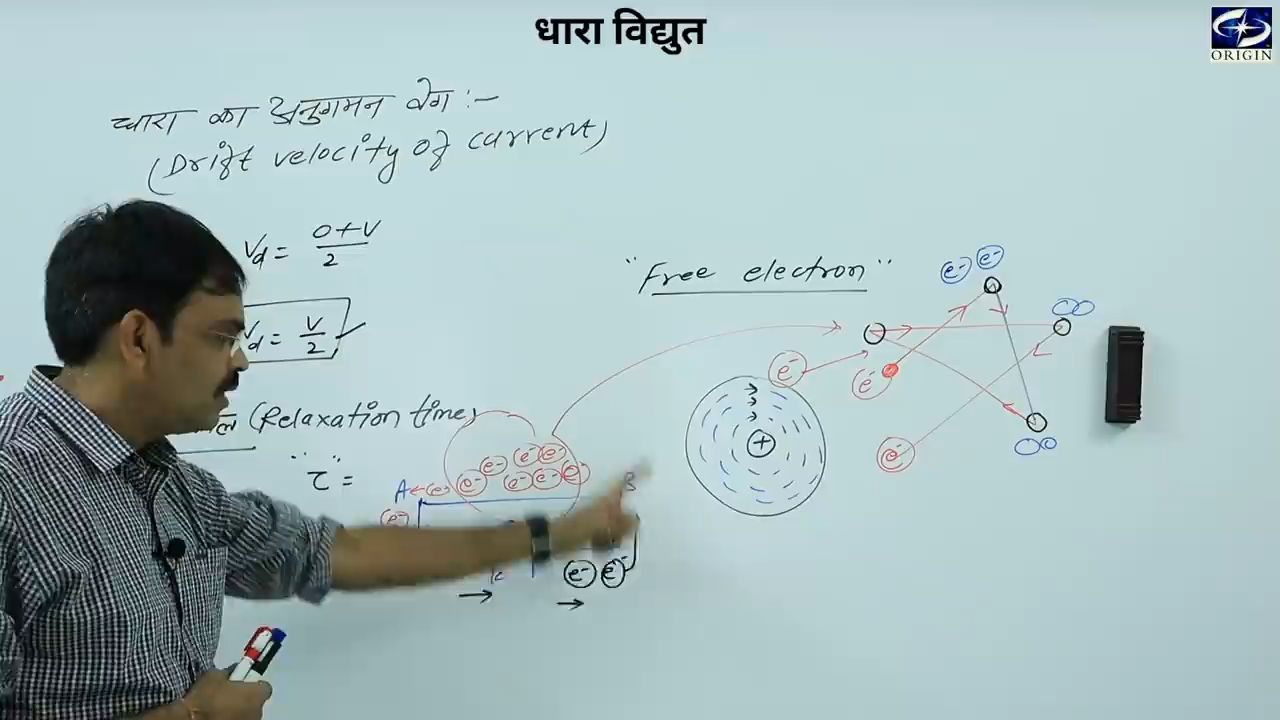 धारा विद्युत
ORIGIN
धारा का अनुगमन वेग :-
(Drift velocity of current)
Vd = 0+V / 2
Vd = V / 2
(Relaxation time)
"τ" =
"Free electron"
e- e-
e-
e-
e-
+
e- e- e-
e- e- e- e- e-
A
B
e-
e- e-